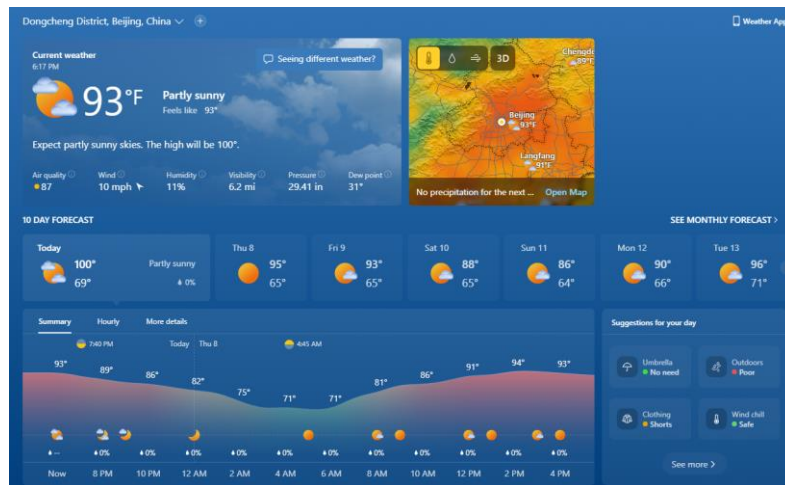 Dongcheng District, Beijing, China
Weather App
Current weather
6:17 PM
Seeing different weather?
93°F
Partly sunny
Feels like 93°
Expect partly sunny skies. The high will be 100°.
Air quality Wind Humidity Visibility Pressure Dew point
87 10 mph 11% 6.2 mi 29.41 in 31°
3D
Chengde
89°F
Beijing
93°F
Langfang
91°F
No precipitation for the next ... Open Map
10 DAY FORECAST
SEE MONTHLY FORECAST >
Today
100°
69°
Partly sunny
0%
Thu 8
95°
65°
Fri 9
93°
65°
Sat 10
88°
65°
Sun 11
86°
64°
Mon 12
90°
66°
Tue 13
96°
71°
Summary Hourly More details
7:40 PM Today Thu 8 4:45 AM
93° 89° 86° 82° 75° 71° 71° 81° 86° 91° 94° 93°
-- 0% 0% 0% 0% 0% 0% 0% 0% 0% 0% 0%
Now 8 PM 10 PM 12 AM 2 AM 4 AM 6 AM 8 AM 10 AM 12 PM 2 PM 4 PM
Suggestions for your day
Umbrella
No need
Outdoors
Poor
Clothing
Shorts
Wind chill
Safe
See more >